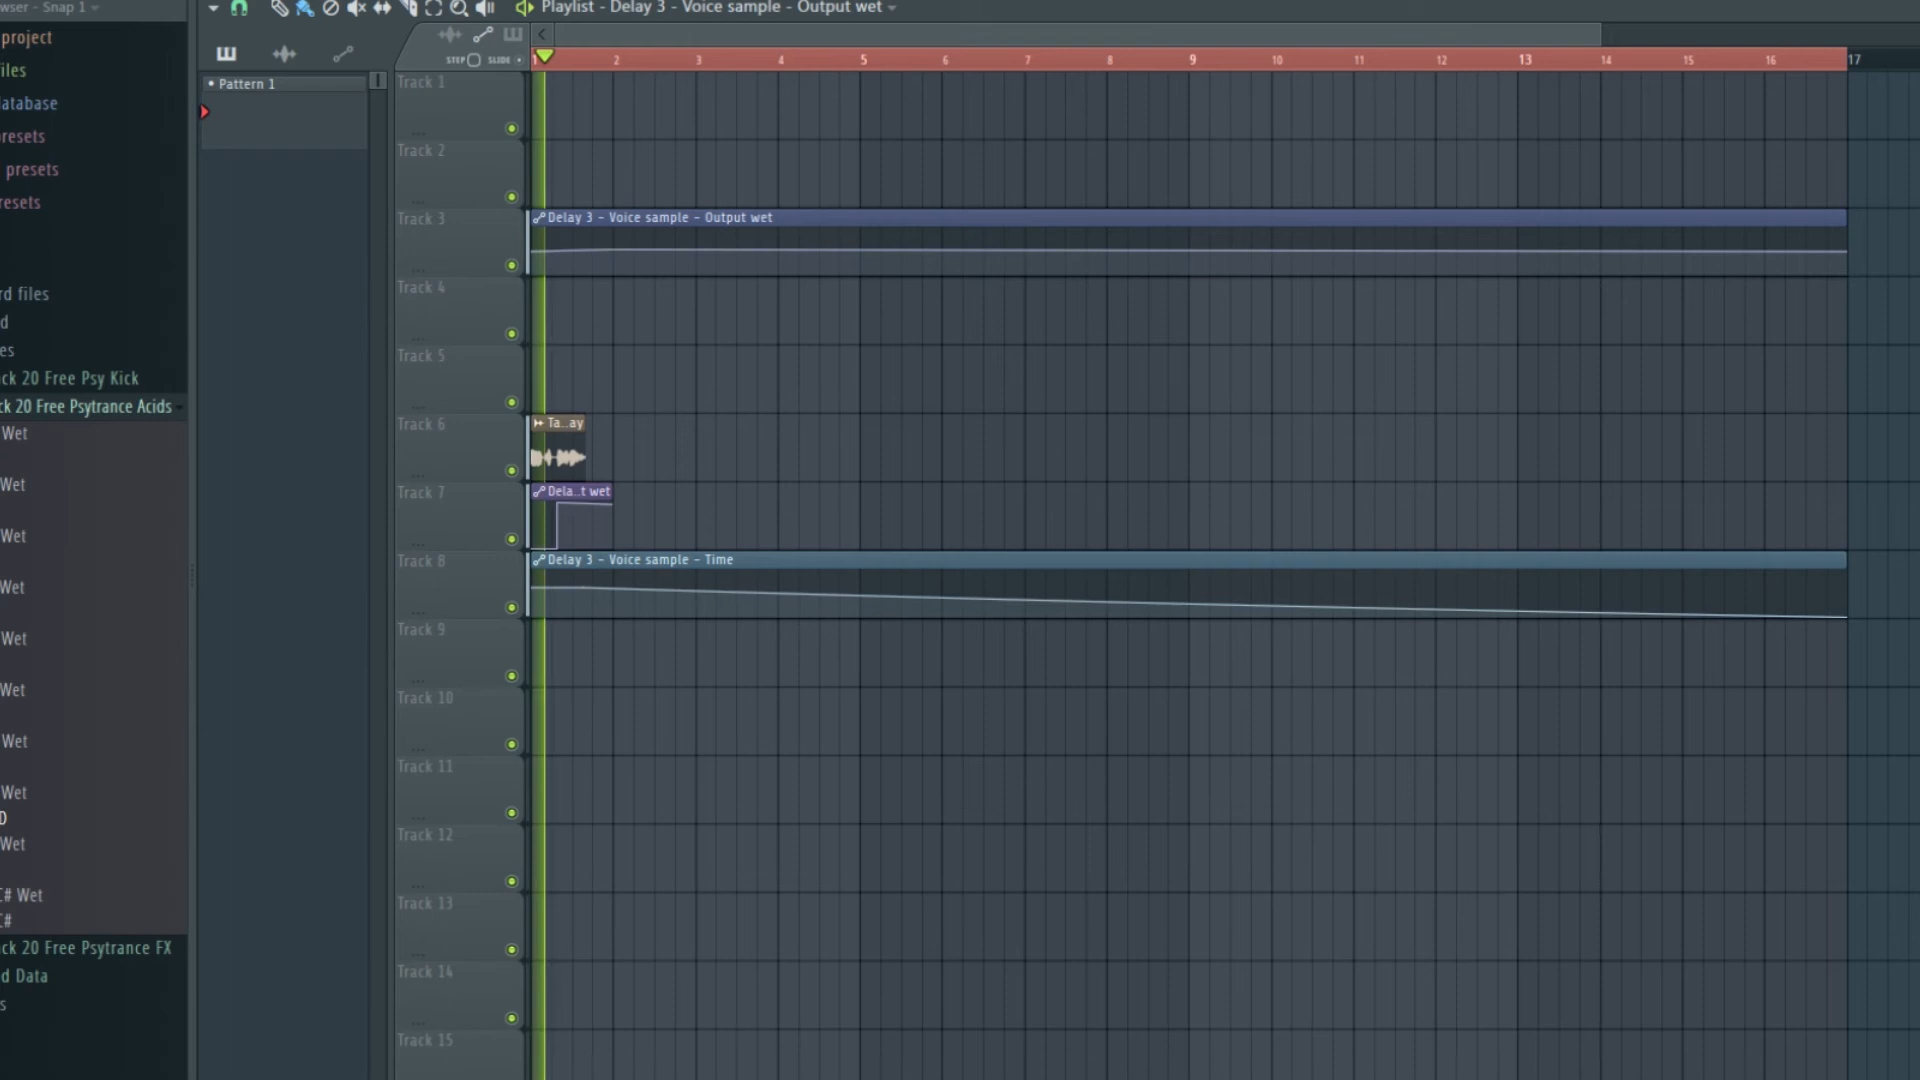 wser - Snap 1
Playlist - Delay 3 - Voice sample - Output wet
project
iles
atabase
resets
presets
resets
rd files
d
es
ck 20 Free Psy Kick
ck 20 Free Psytrance Acids
Wet
Wet
Wet
Wet
Wet
Wet
Wet
Wet
D
Wet
C# Wet
C#
ck 20 Free Psytrance FX
d Data
s
Pattern 1
STEP SLIDE
1 2 3 4 5 6 7 8 9 10 11 12 13 14 15 16 17
Track 1
Track 2
Track 3
Delay 3 - Voice sample - Output wet
Track 4
Track 5
Track 6
Ta..ay
Track 7
Dela..t wet
Track 8
Delay 3 - Voice sample - Time
Track 9
Track 10
Track 11
Track 12
Track 13
Track 14
Track 15